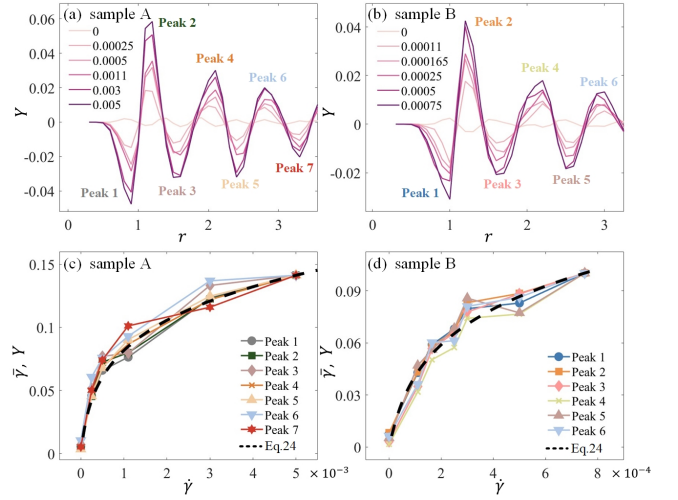 (a) sample A
Peak 2
0
0.00025
0.0005
0.0011
0.003
0.005
Peak 4
Peak 6
Peak 1
Peak 3
Peak 5
Peak 7
0.06
0.04
0.02
0
-0.02
-0.04
Y
0 1 2 3
r
(b) sample B
Peak 2
0
0.00011
0.000165
0.00025
0.0005
0.00075
Peak 4
Peak 6
Peak 1
Peak 3
Peak 5
0.04
0.02
0
-0.02
Y
0 1 2 3
r
(c) sample A
0.15
0.1
0.05
0
γ̄, Y
Peak 1
Peak 2
Peak 3
Peak 4
Peak 5
Peak 6
Peak 7
Eq.24
0 1 2 3 4 5 × 10⁻³
γ̇
(d) sample B
0.09
0.06
0.03
0
γ̄, Y
Peak 1
Peak 2
Peak 3
Peak 4
Peak 5
Peak 6
Eq.24
0 2 4 6 8 × 10⁻⁴
γ̇